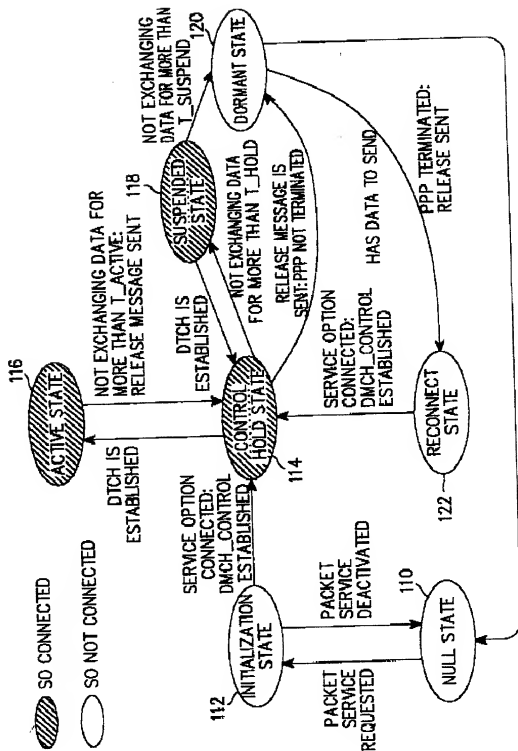 SO CONNECTED
SO NOT CONNECTED
116
ACTIVE STATE
NOT EXCHANGING DATA FOR
MORE THAN T_ACTIVE:
RELEASE MESSAGE SENT
DTCH IS
ESTABLISHED
118
SUSPENDED
STATE
NOT EXCHANGING
DATA FOR MORE THAN
T_SUSPEND
120
DORMANT STATE
DTCH IS
ESTABLISHED
NOT EXCHANGING DATA
FOR MORE THAN T_HOLD
RELEASE MESSAGE IS
SENT:PPP NOT TERMINATED
SERVICE OPTION
CONNECTED:
DMCH_CONTROL
ESTABLISHED
CONTROL
HOLD STATE
114
SERVICE OPTION
CONNECTED:
DMCH_CONTROL
ESTABLISHED
HAS DATA TO SEND
PPP TERMINATED:
RELEASE SENT
112
INITIALIZATION
STATE
RECONNECT
STATE
122
PACKET
SERVICE
REQUESTED
PACKET
SERVICE
DEACTIVATED
110
NULL STATE